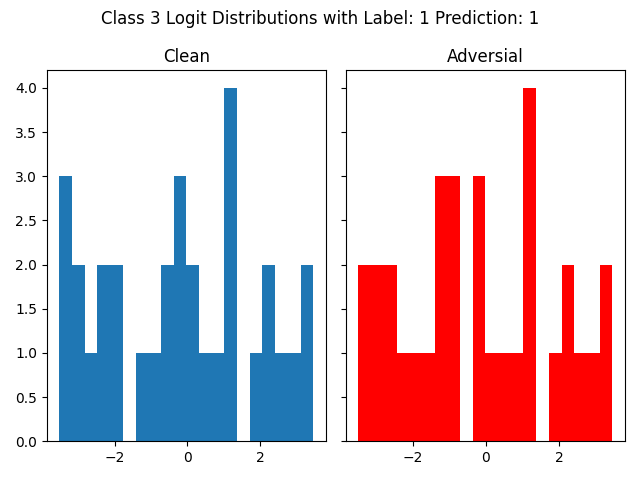 Class 3 Logit Distributions with Label: 1 Prediction: 1
Clean
Adversial
4.0
3.5
3.0
2.5
2.0
1.5
1.0
0.5
0.0
−2 0 2
−2 0 2